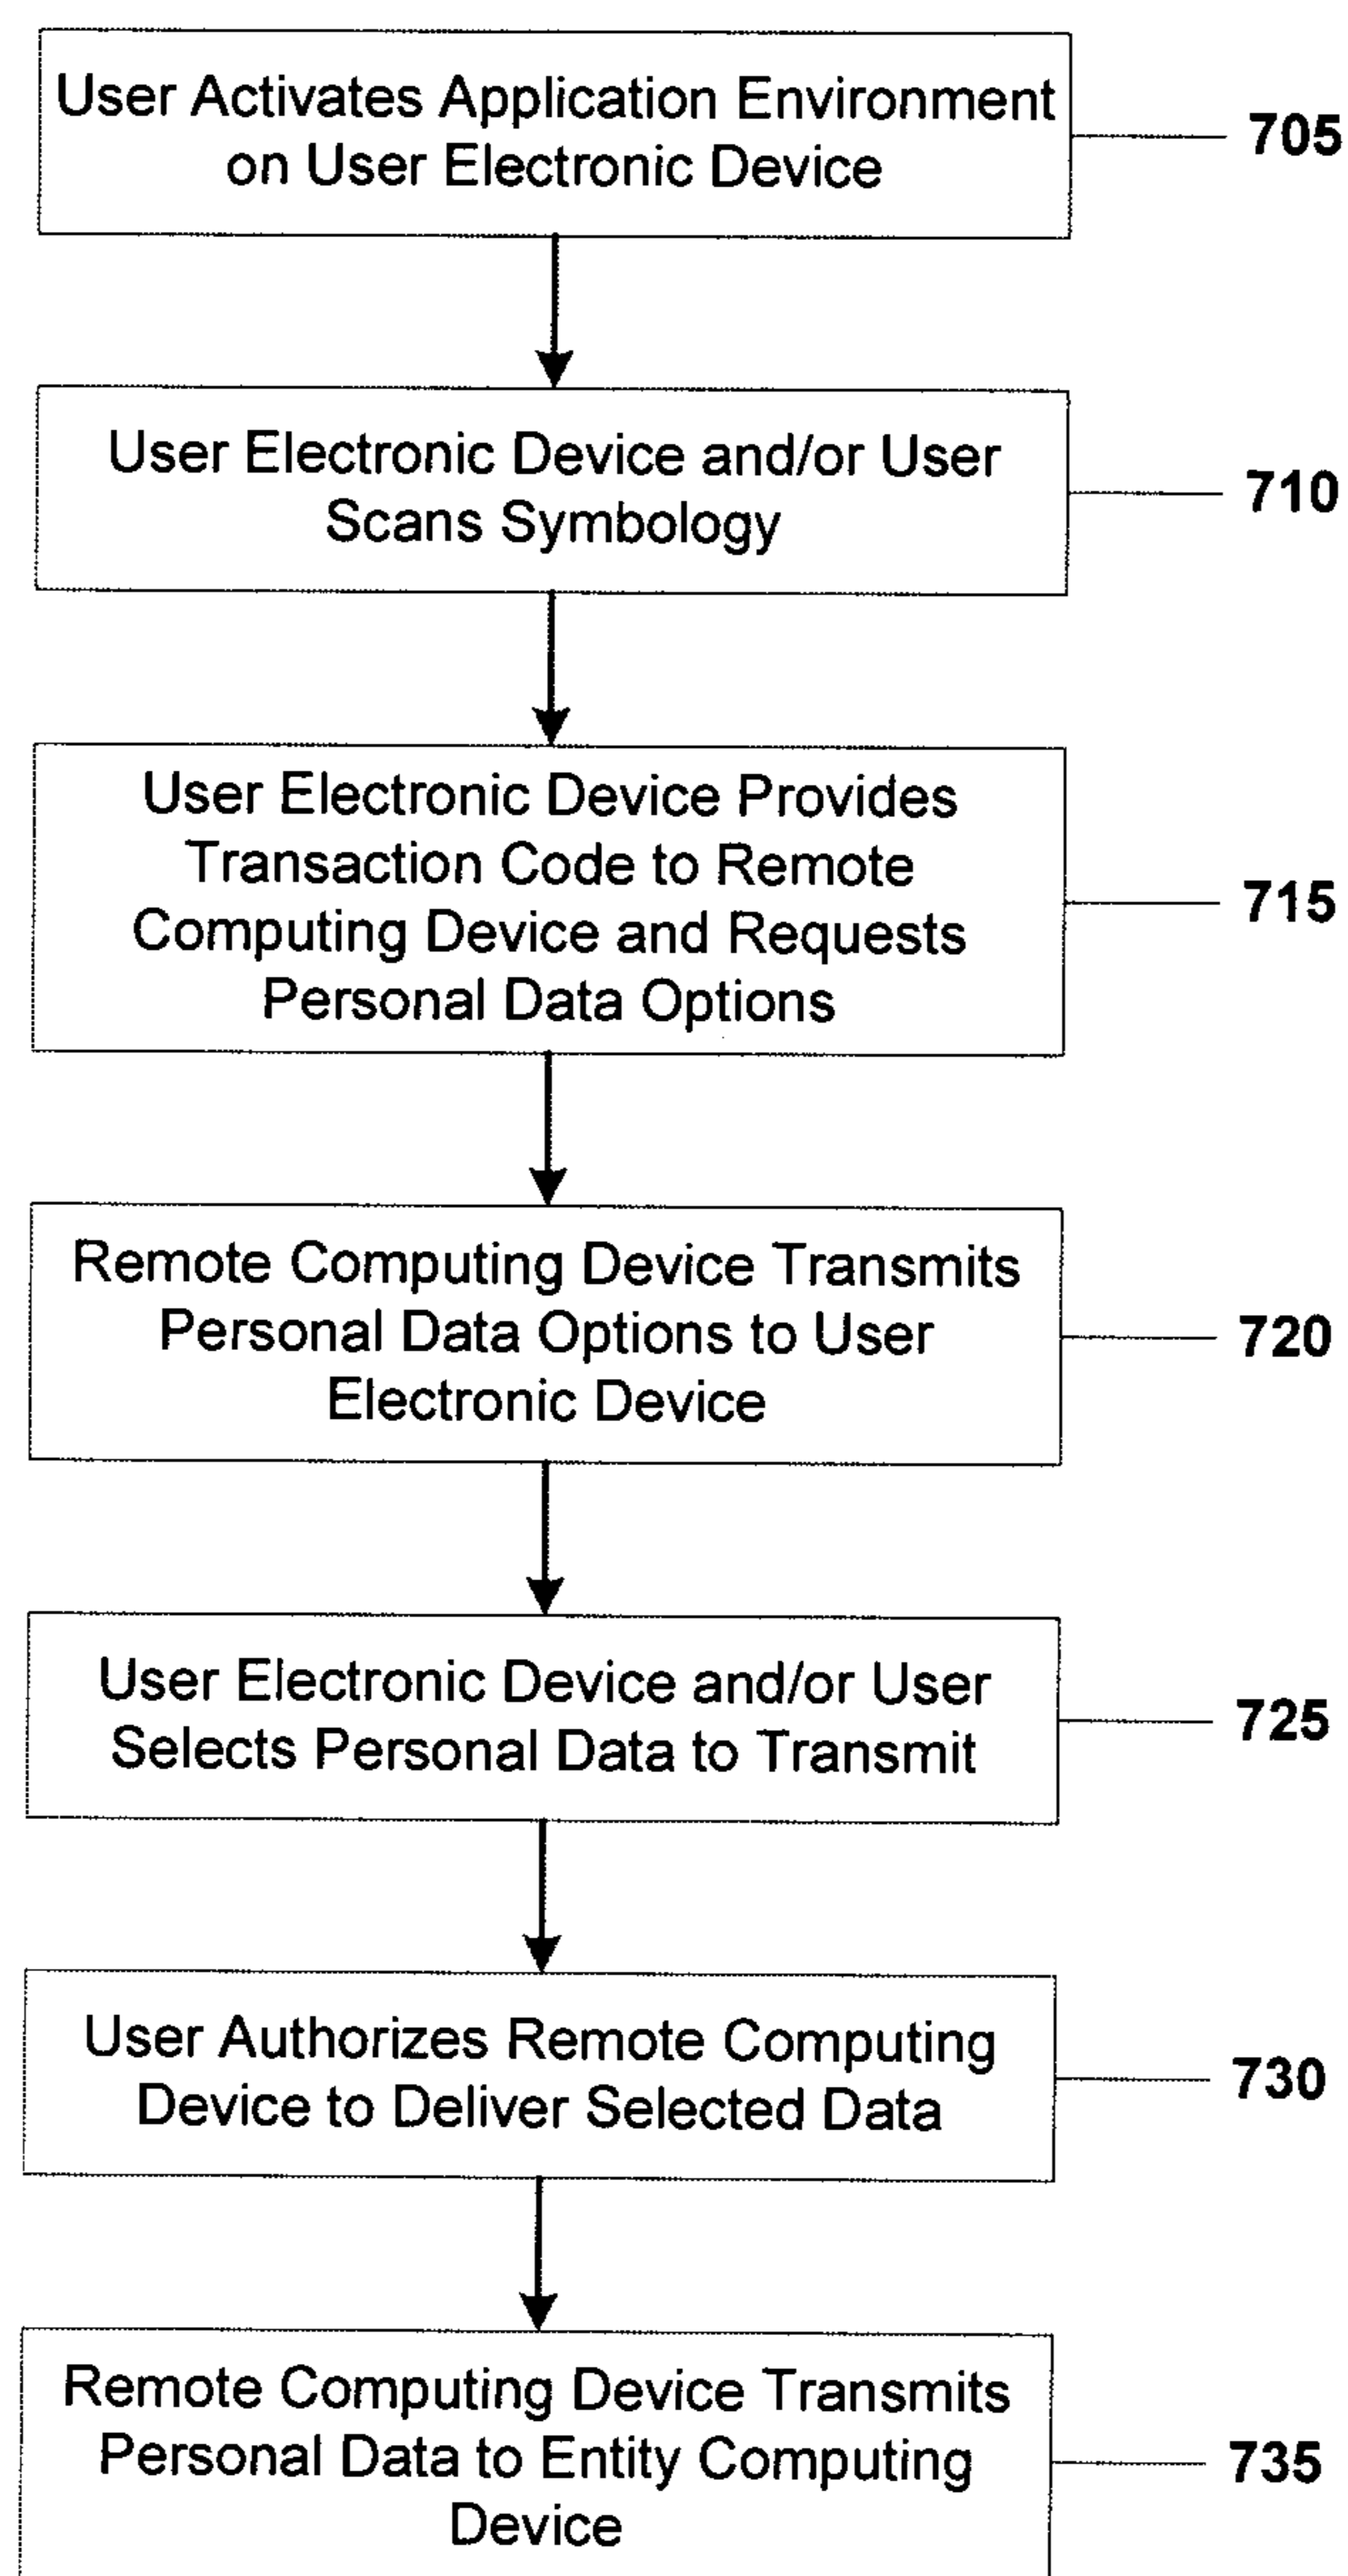 User Activates Application Environment
on User Electronic Device
705
User Electronic Device and/or User
Scans Symbology
710
User Electronic Device Provides
Transaction Code to Remote
Computing Device and Requests
Personal Data Options
715
Remote Computing Device Transmits
Personal Data Options to User
Electronic Device
720
User Electronic Device and/or User
Selects Personal Data to Transmit
725
User Authorizes Remote Computing
Device to Deliver Selected Data
730
Remote Computing Device Transmits
Personal Data to Entity Computing
Device
735